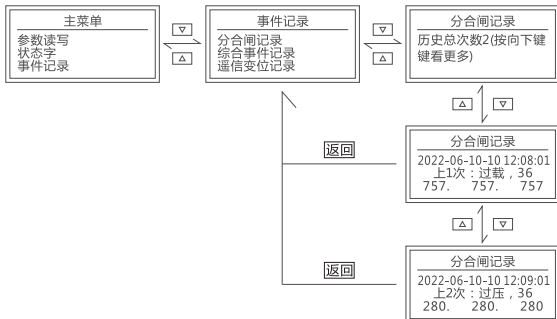 主菜单
参数读写
状态字
事件记录
事件记录
分合闸记录
综合事件记录
遥信变位记录
分合闸记录
历史总次数2(按向下键
键看更多)
返回
分合闸记录
2022-06-10-10 12:08:01
上1次：过载，36
757. 757. 757
返回
分合闸记录
2022-06-10-10 12:09:01
上2次：过压，36
280. 280. 280